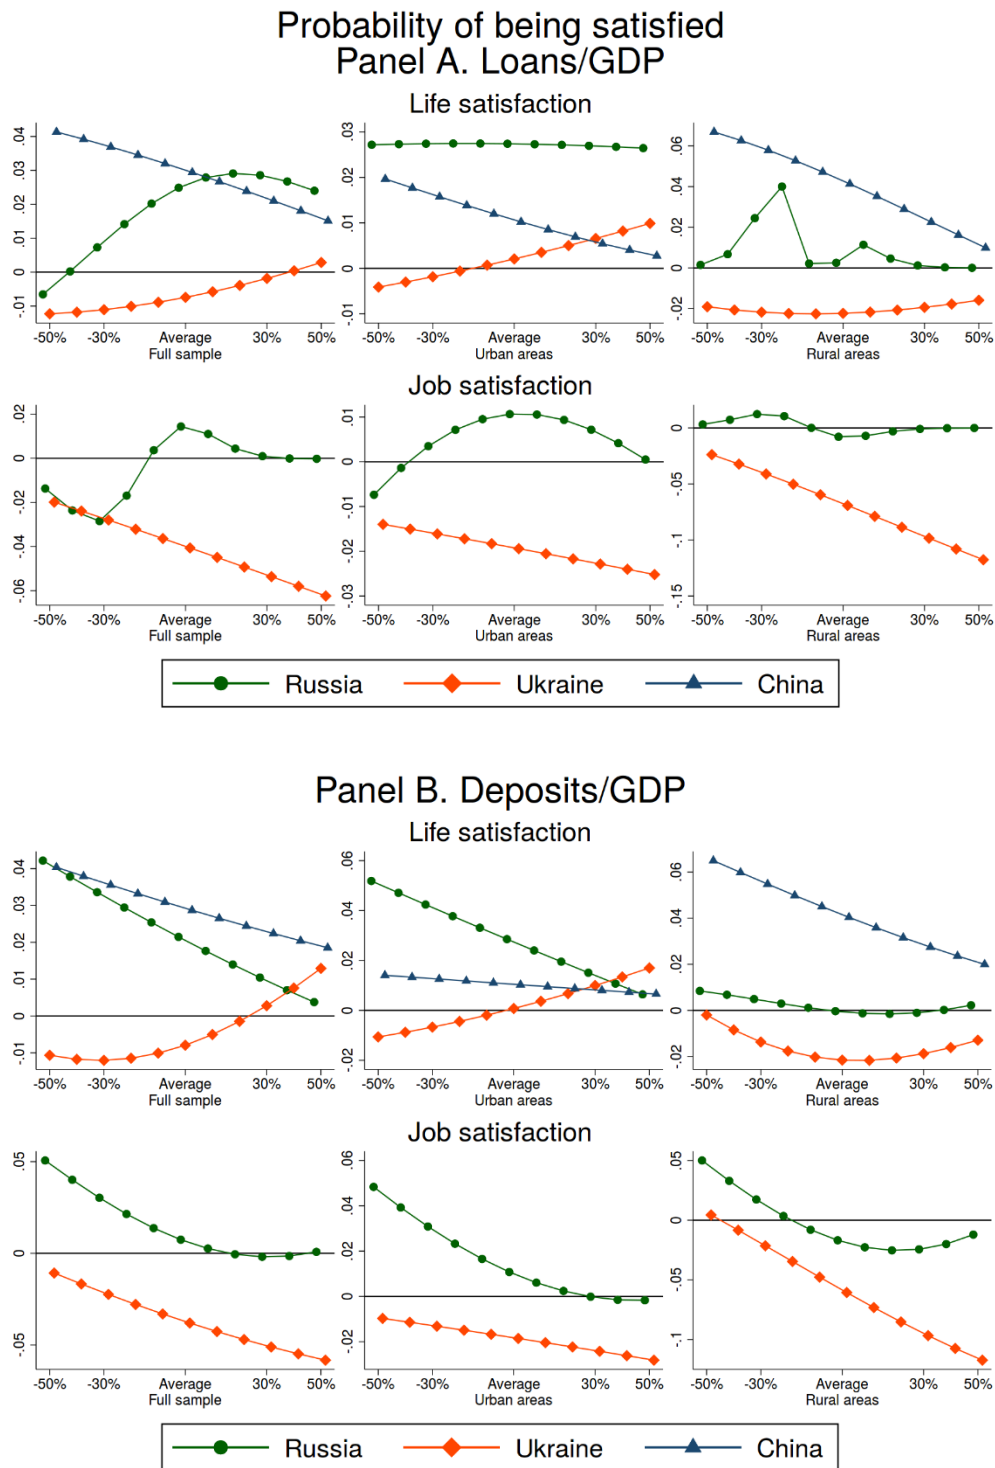 Probability of being satisfied
Panel A. Loans/GDP
Life satisfaction
.04
.03
.02
.01
0
-.01
-50%
-30%
Average
30%
50%
Full sample
.03
.02
.01
0
-.01
-50%
-30%
Average
30%
50%
Urban areas
.06
.04
.02
0
-.02
-50%
-30%
Average
30%
50%
Rural areas
Job satisfaction
.02
0
-.02
-.04
-.06
-50%
-30%
Average
30%
50%
Full sample
.01
0
-.01
-.02
-.03
-50%
-30%
Average
30%
50%
Urban areas
0
-.05
-.1
-.15
-50%
-30%
Average
30%
50%
Rural areas
Russia
Ukraine
China
Panel B. Deposits/GDP
Life satisfaction
.04
.03
.02
.01
0
-.01
-50%
-30%
Average
30%
50%
Full sample
.06
.04
.02
0
-.02
-50%
-30%
Average
30%
50%
Urban areas
.06
.04
.02
0
-.02
-50%
-30%
Average
30%
50%
Rural areas
Job satisfaction
.05
0
-.05
-50%
-30%
Average
30%
50%
Full sample
.06
.04
.02
0
-.02
-50%
-30%
Average
30%
50%
Urban areas
.05
0
-.05
-.1
-50%
-30%
Average
30%
50%
Rural areas
Russia
Ukraine
China